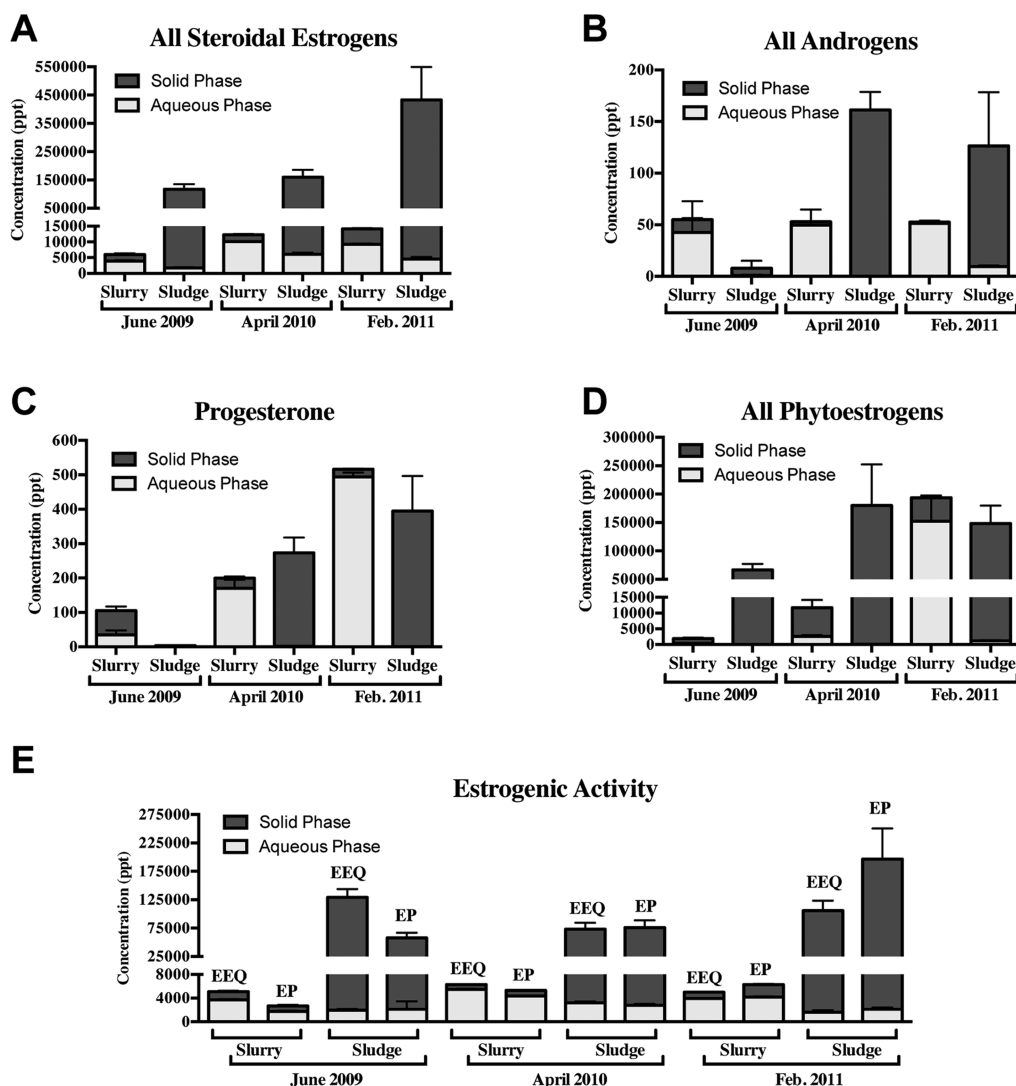 A
All Steroidal Estrogens
Concentration (ppt)
550000
450000
350000
250000
150000
50000
15000
10000
5000
0
Solid Phase
Aqueous Phase
Slurry Sludge Slurry Sludge Slurry Sludge
June 2009 April 2010 Feb. 2011
B
All Androgens
Concentration (ppt)
200
150
100
50
0
Solid Phase
Aqueous Phase
Slurry Sludge Slurry Sludge Slurry Sludge
June 2009 April 2010 Feb. 2011
C
Progesterone
Concentration (ppt)
600
500
400
300
200
100
0
Solid Phase
Aqueous Phase
Slurry Sludge Slurry Sludge Slurry Sludge
June 2009 April 2010 Feb. 2011
D
All Phytoestrogens
Concentration (ppt)
300000
250000
200000
150000
100000
50000
15000
10000
5000
0
Solid Phase
Aqueous Phase
Slurry Sludge Slurry Sludge Slurry Sludge
June 2009 April 2010 Feb. 2011
E
Estrogenic Activity
Concentration (ppt)
275000
225000
175000
125000
75000
25000
8000
4000
0
Solid Phase
Aqueous Phase
EEQ EP EEQ EP EEQ EP EEQ EP EEQ EP EEQ EP
Slurry Sludge Slurry Sludge Slurry Sludge
June 2009 April 2010 Feb. 2011